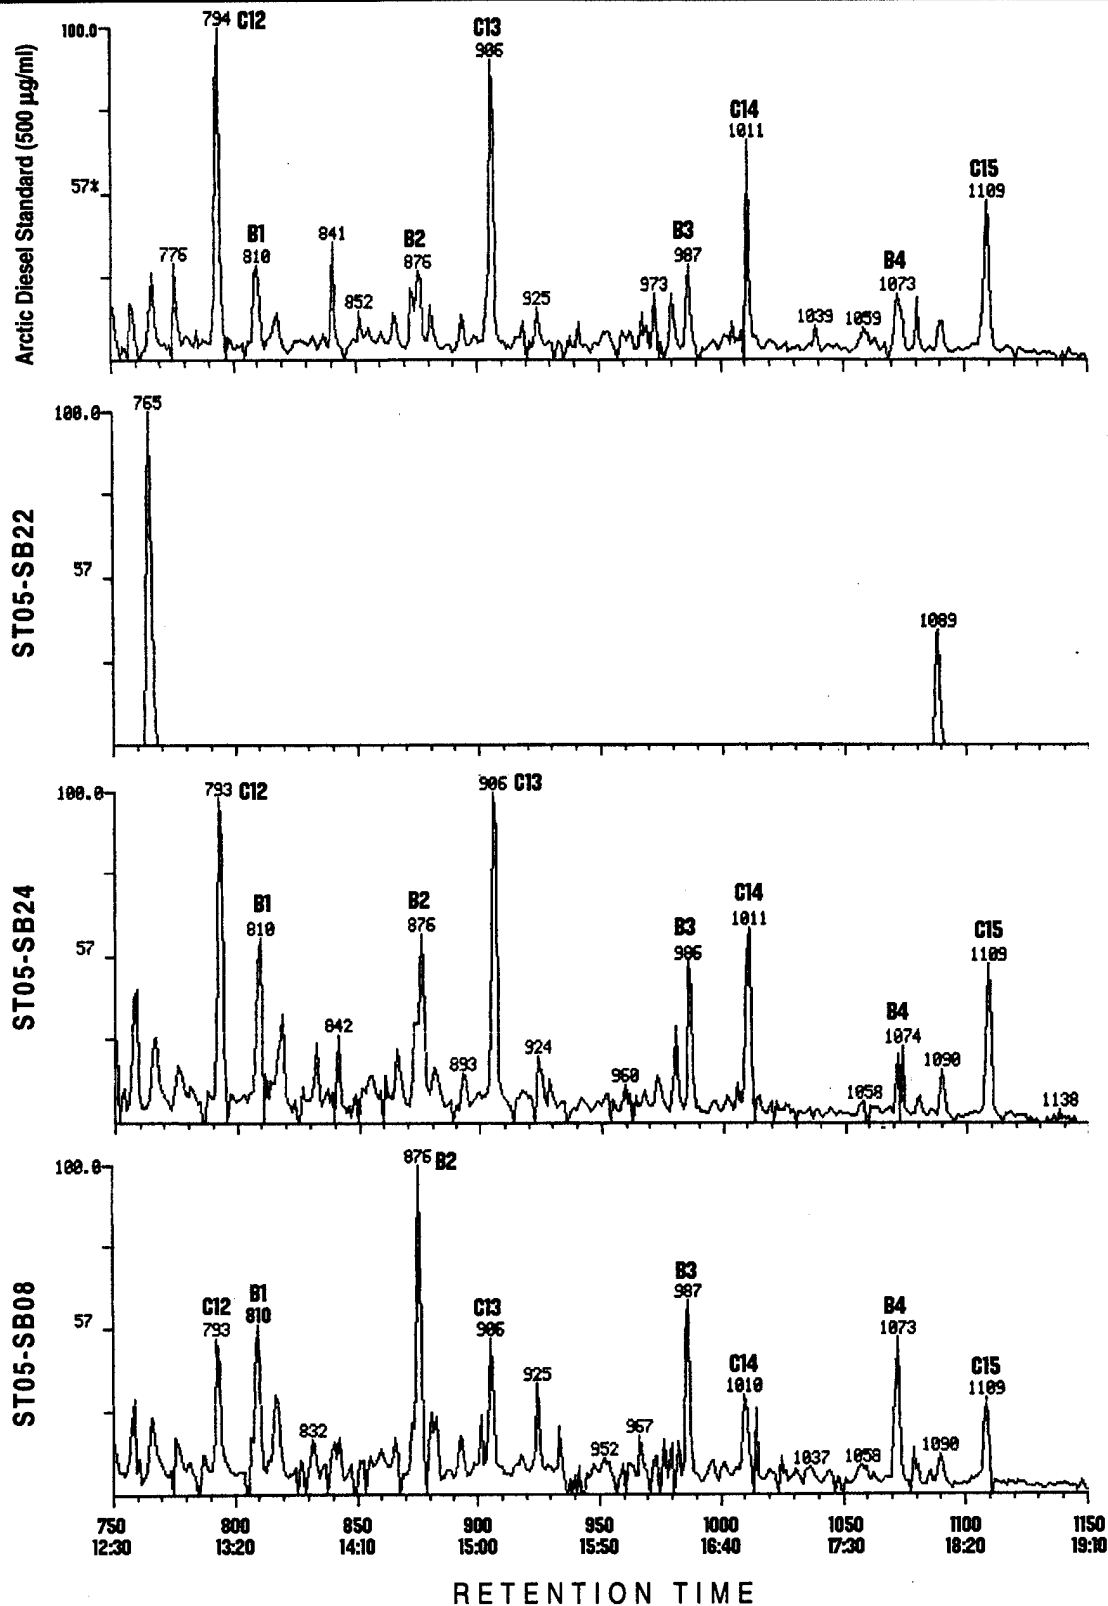 Arctic Diesel Standard (500 µg/ml)
100.0
57*
794 C12
C13
906
C14
1011
C15
1109
776
B1
810
841
852
B2
876
925
973
B3
987
1039
1059
B4
1073
ST05-SB22
100.0
57
765
1089
ST05-SB24
100.0
57
793 C12
906 C13
B1
810
842
B2
876
893
924
960
B3
986
C14
1011
1058
B4
1074
1090
C15
1109
1138
ST05-SB08
100.0
57
876 B2
C12
793
B1
810
832
C13
906
925
952
967
B3
987
C14
1010
1037
1058
B4
1073
1090
C15
1109
750 800 850 900 950 1000 1050 1100 1150
12:30 13:20 14:10 15:00 15:50 16:40 17:30 18:20 19:10
RETENTION TIME